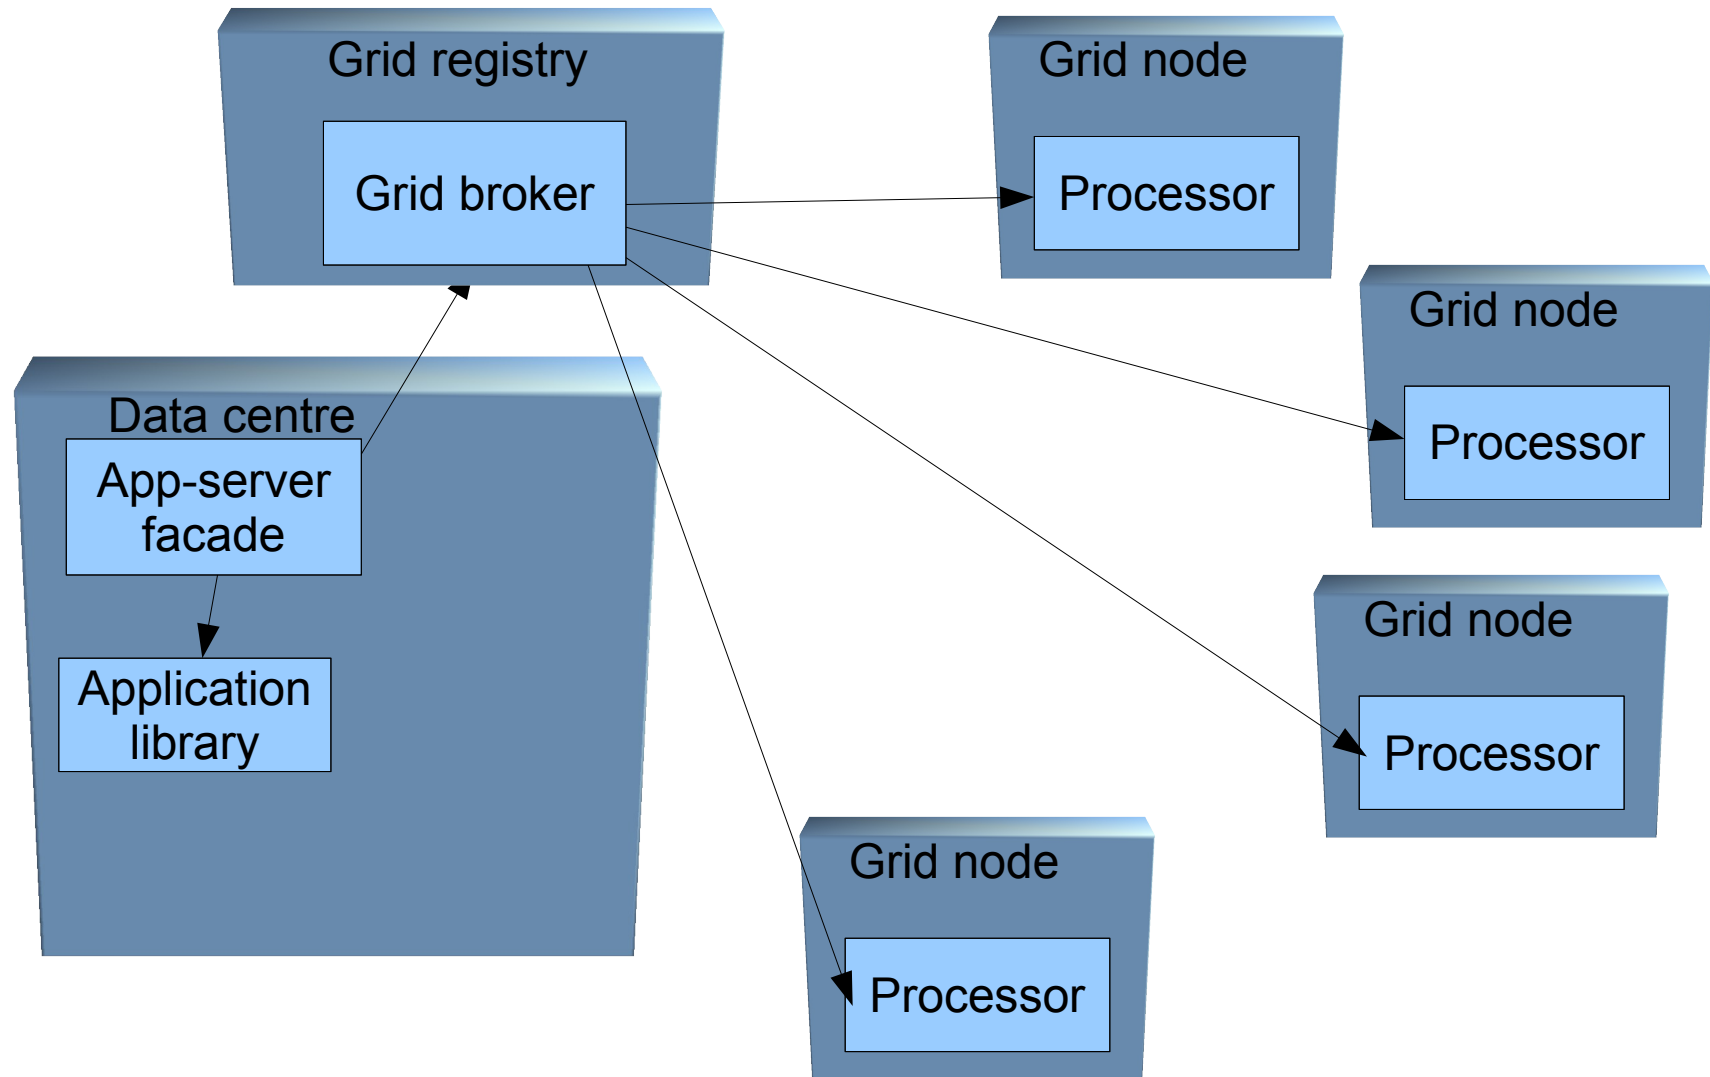 Grid registry
Grid broker
Grid node
Processor
Grid node
Processor
Data centre
App-server
facade
Application
library
Grid node
Processor
Grid node
Processor